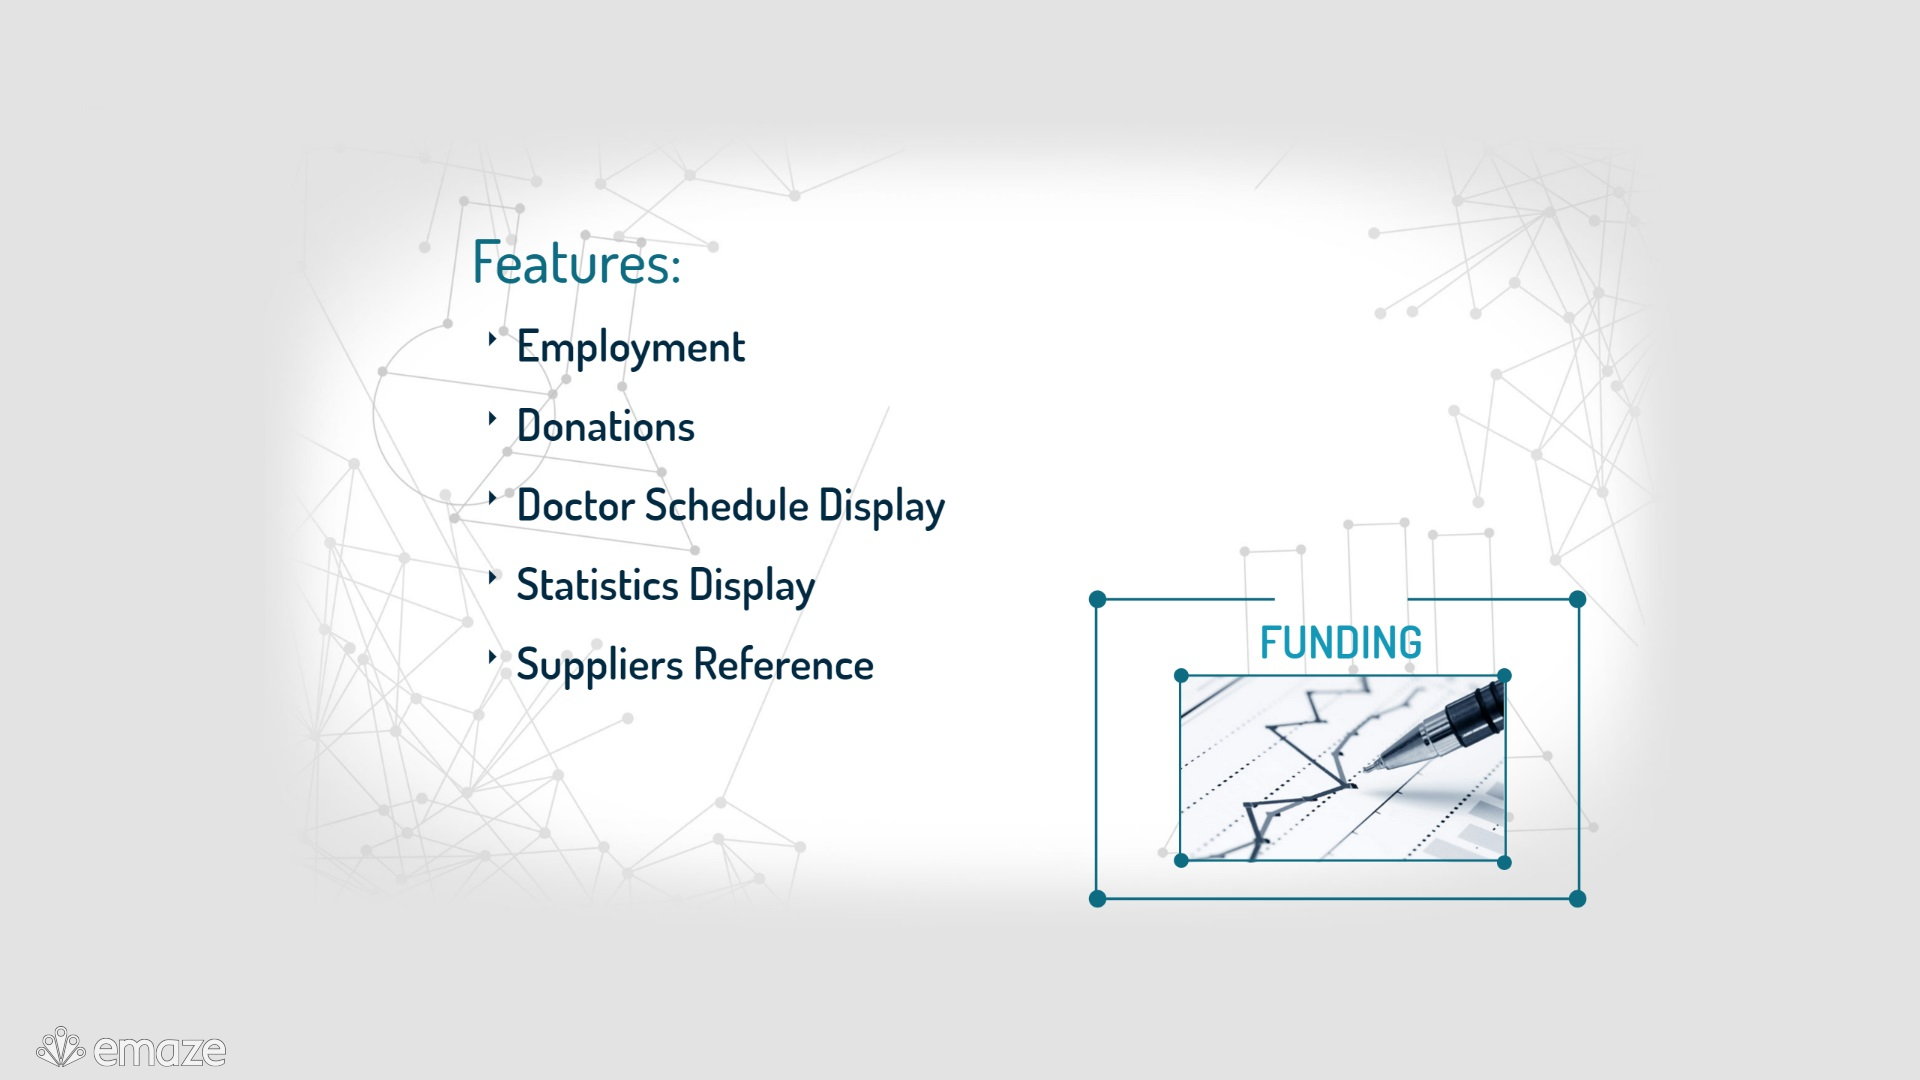 Features:
Employment
Donations
Doctor Schedule Display
Statistics Display
Suppliers Reference
FUNDING
emaze